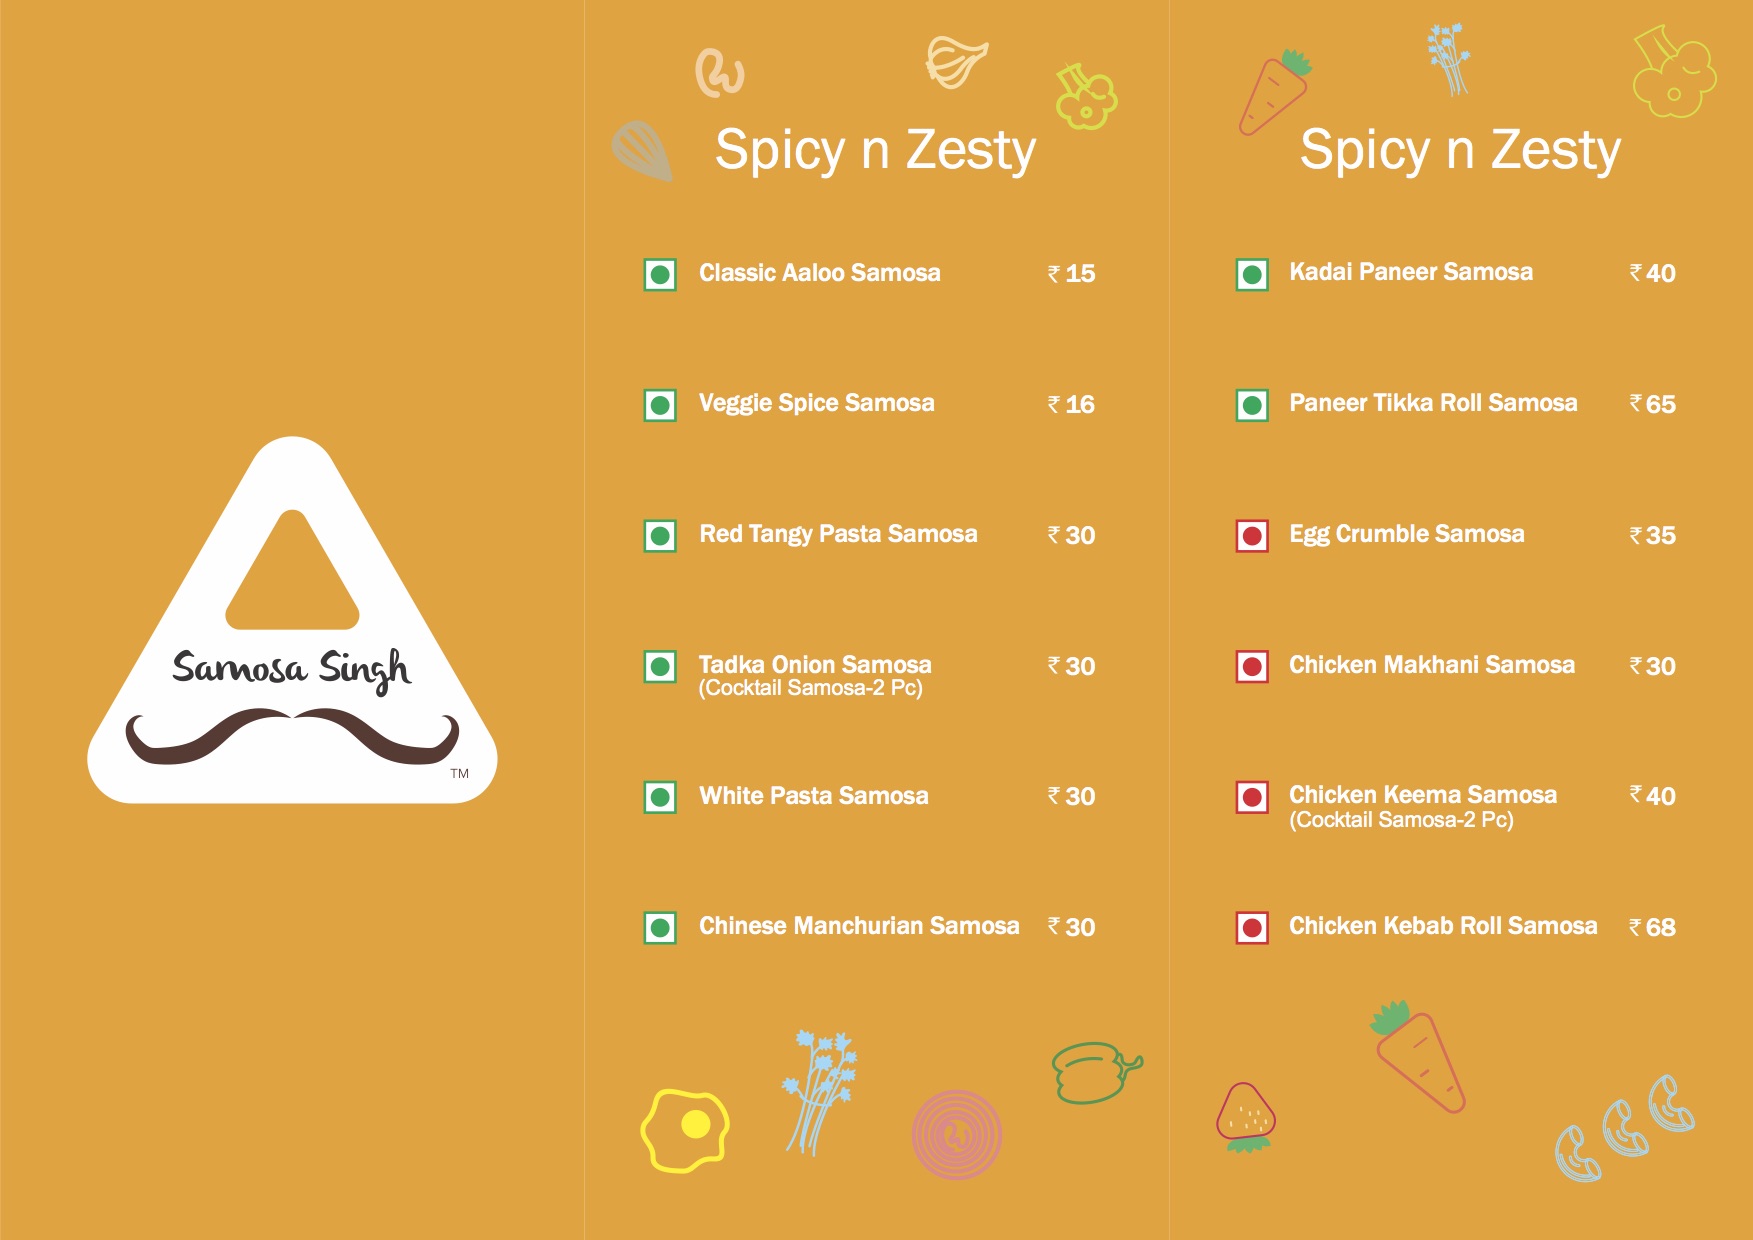 Samosa Singh
TM
Spicy n Zesty
Classic Aaloo Samosa ₹ 15
Veggie Spice Samosa ₹ 16
Red Tangy Pasta Samosa ₹ 30
Tadka Onion Samosa ₹ 30
(Cocktail Samosa-2 Pc)
White Pasta Samosa ₹ 30
Chinese Manchurian Samosa ₹ 30
Spicy n Zesty
Kadai Paneer Samosa ₹ 40
Paneer Tikka Roll Samosa ₹ 65
Egg Crumble Samosa ₹ 35
Chicken Makhani Samosa ₹ 30
Chicken Keema Samosa ₹ 40
(Cocktail Samosa-2 Pc)
Chicken Kebab Roll Samosa ₹ 68